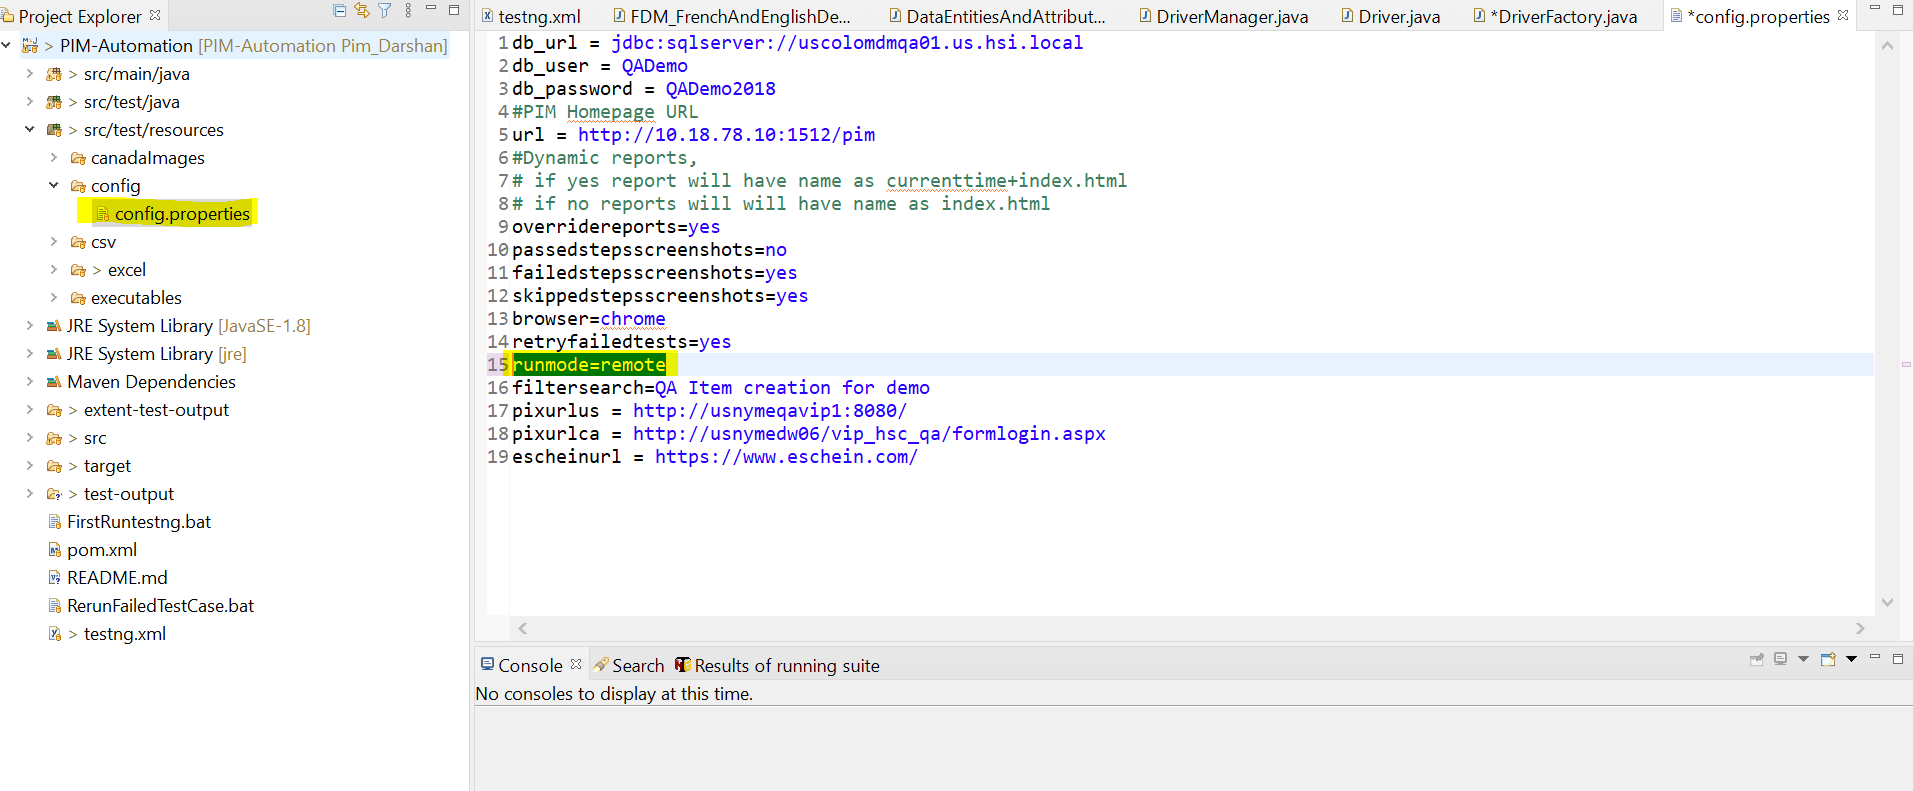 Project Explorer
PIM-Automation [PIM-Automation Pim_Darshan]
src/main/java
src/test/java
src/test/resources
canadaImages
config
config.properties
csv
excel
executables
JRE System Library [JavaSE-1.8]
JRE System Library [jre]
Maven Dependencies
extent-test-output
src
target
test-output
FirstRuntestng.bat
pom.xml
README.md
RerunFailedTestCase.bat
testng.xml
testng.xml FDM_FrenchAndEnglishDe... DataEntitiesAndAttribut... DriverManager.java Driver.java *DriverFactory.java *config.properties
1 db_url = jdbc:sqlserver://uscolomdmqa01.us.hsi.local
2 db_user = QADemo
3 db_password = QADemo2018
4 #PIM Homepage URL
5 url = http://10.18.78.10:1512/pim
6 #Dynamic reports,
7 # if yes report will have name as currenttime+index.html
8 # if no reports will will have name as index.html
9 overridereports=yes
10 passedstepsscreenshots=no
11 failedstepsscreenshots=yes
12 skippedstepsscreenshots=yes
13 browser=chrome
14 retryfailedtests=yes
15 runmode=remote
16 filtersearch=QA Item creation for demo
17 pixurlus = http://usnymeqavip1:8080/
18 pixurlca = http://usnymedw06/vip_hsc_qa/formlogin.aspx
19 escheinurl = https://www.eschein.com/
Console Search Results of running suite
No consoles to display at this time.